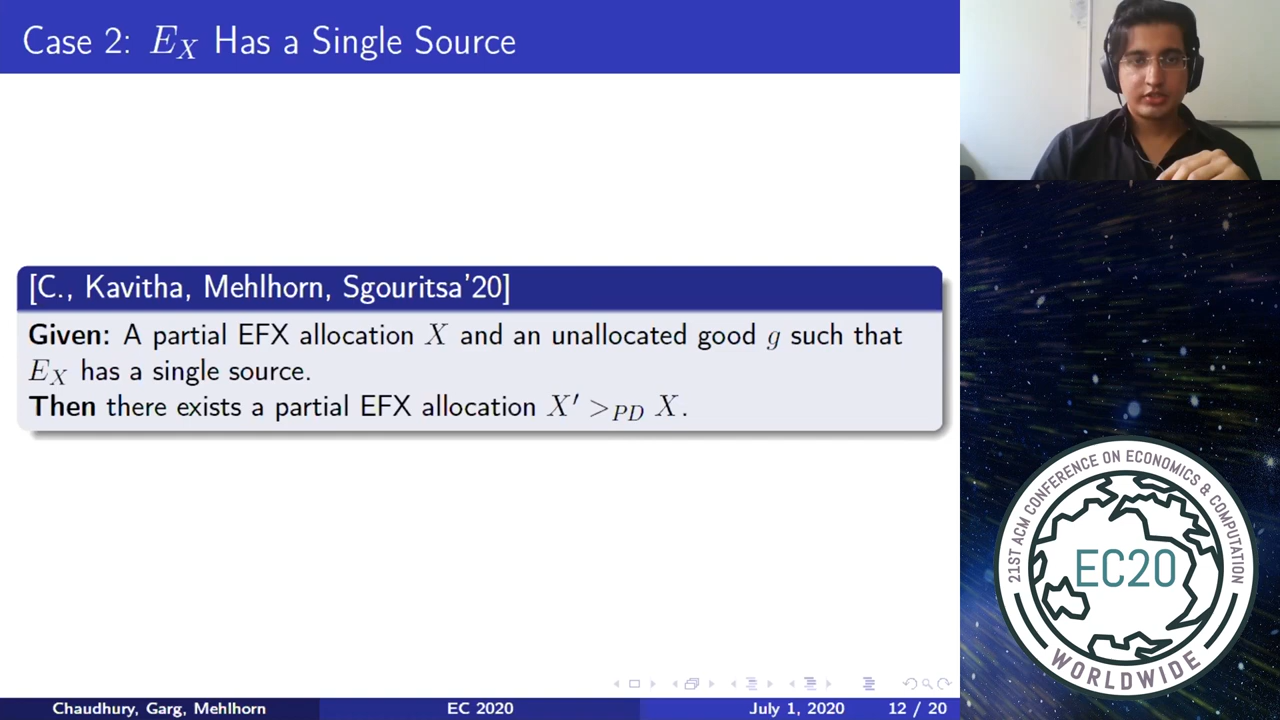 Case 2: E_X Has a Single Source
[C., Kavitha, Mehlhorn, Sgouritsa'20]
Given: A partial EFX allocation X and an unallocated good g such that
E_X has a single source.
Then there exists a partial EFX allocation X′ >_PD X.
Chaudhury, Garg, Mehlhorn
EC 2020
July 1, 2020
12 / 20
21ST ACM CONFERENCE ON ECONOMICS & COMPUTATION
EC20
WORLDWIDE